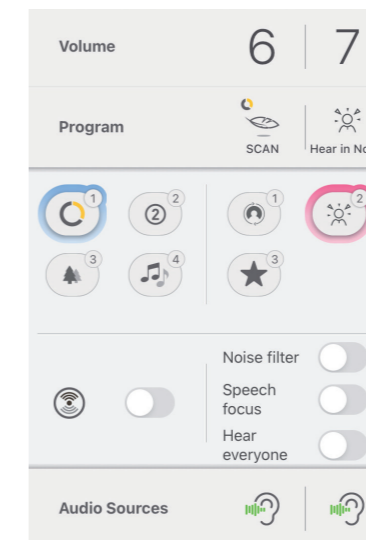 Volume 6 7
Program
SCAN Hear in No
1 2 1 2
2
3 4 3
Noise filter
Speech
focus
Hear
everyone
Audio Sources